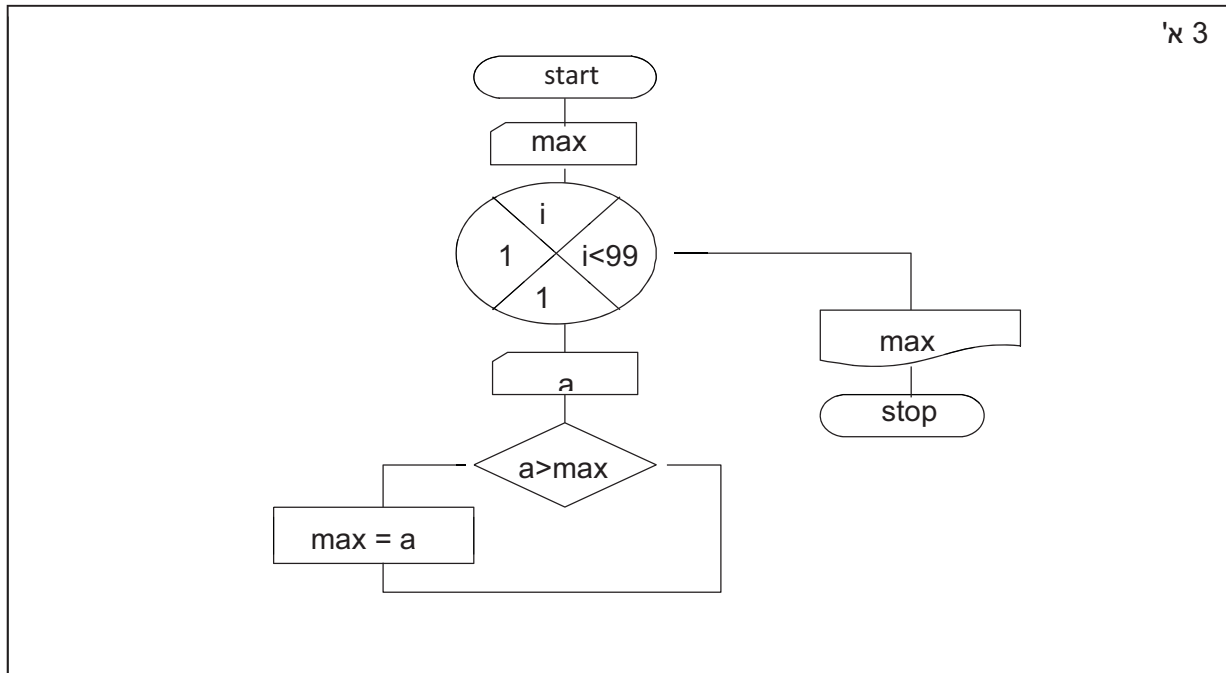 3 א'
start
max
i
1
i<99
1
a
a>max
max = a
max
stop